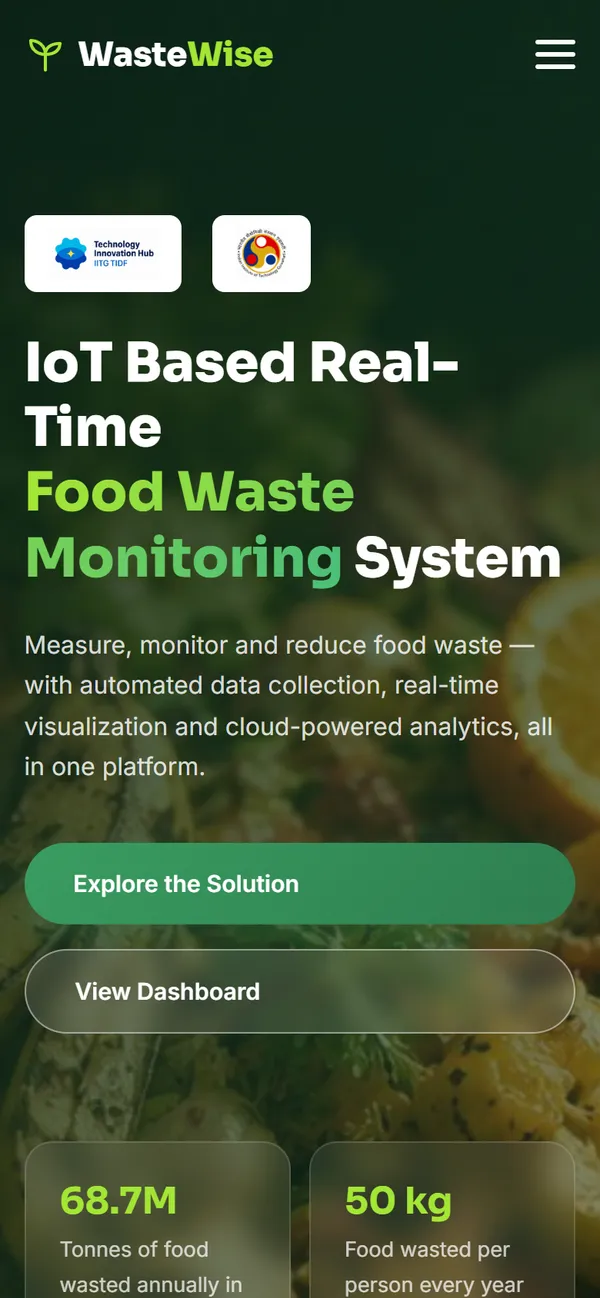 WasteWise
Technology
Innovation Hub
IITG TIDF
IoT Based Real-
Time
Food Waste
Monitoring System
Measure, monitor and reduce food waste —
with automated data collection, real-time
visualization and cloud-powered analytics, all
in one platform.
Explore the Solution
View Dashboard
68.7M
Tonnes of food
wasted annually in
50 kg
Food wasted per
person every year